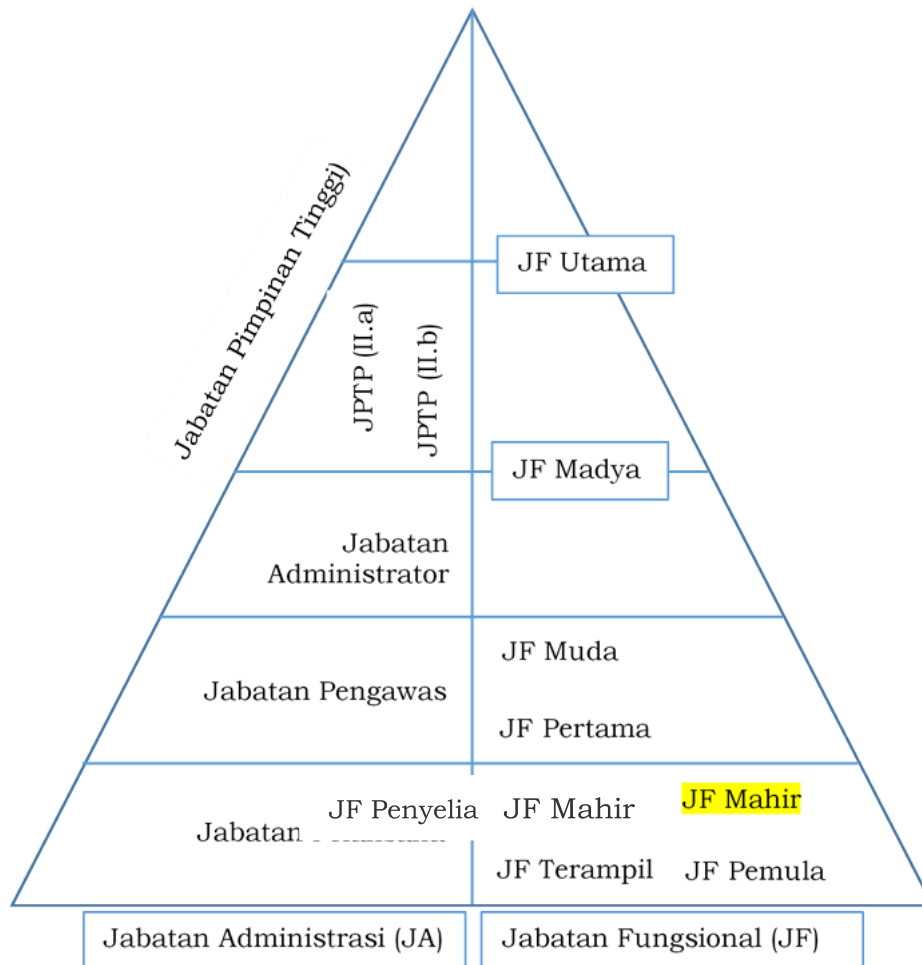 Jabatan Pimpinan Tinggi)
JF Utama
JPTP (II.a)
JPTP (II.b)
JF Madya
Jabatan
Administrator
JF Muda
Jabatan Pengawas
JF Pertama
JF Penyelia
JF Mahir
JF Mahir
Jabatan
JF Terampil
JF Pemula
Jabatan Administrasi (JA)
Jabatan Fungsional (JF)